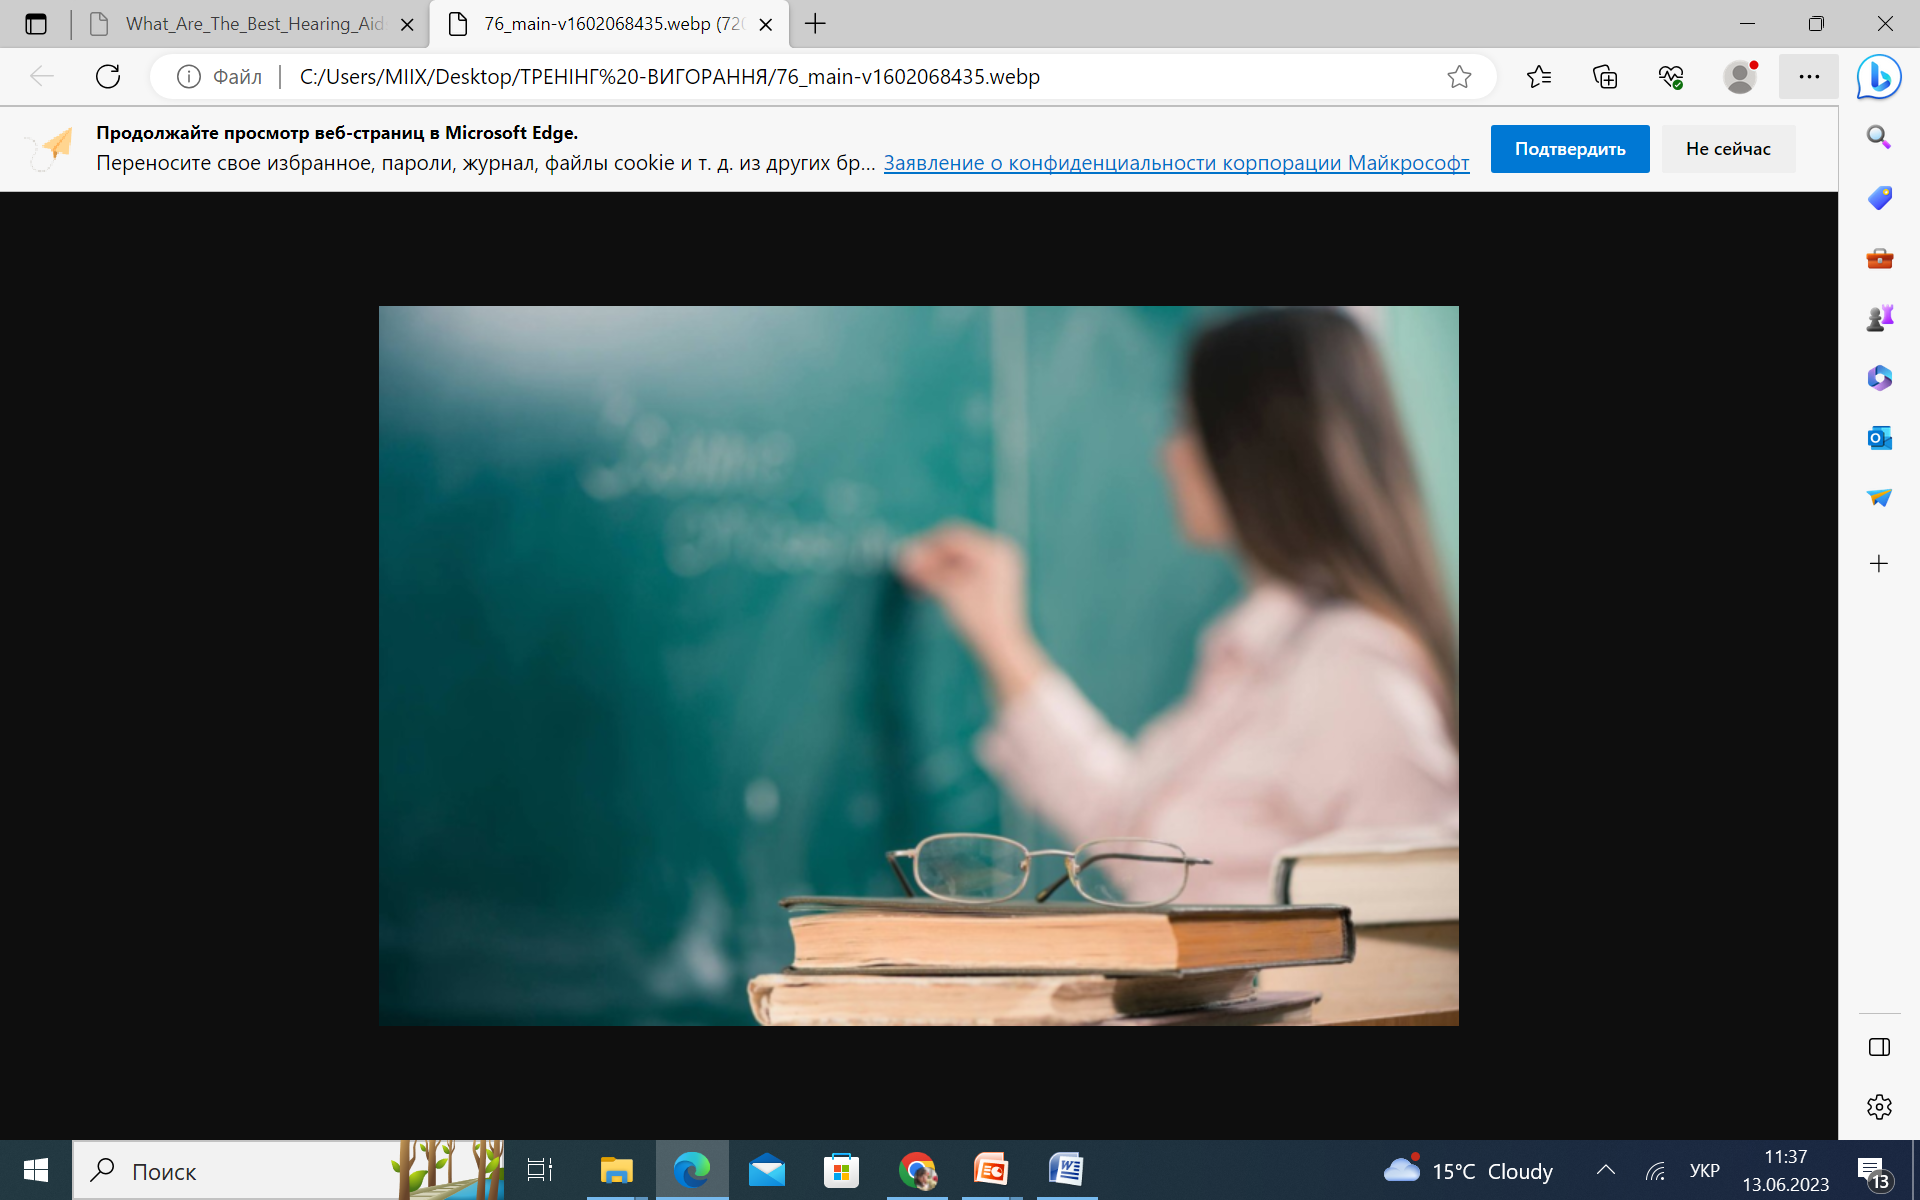 What_Are_The_Best_Hearing_Aid
76_main-v1602068435.webp (720
Файл
C:/Users/MIIX/Desktop/ТРЕНІНГ%20-ВИГОРАННЯ/76_main-v1602068435.webp
Продолжайте просмотр веб-страниц в Microsoft Edge.
Переносите свое избранное, пароли, журнал, файлы cookie и т. д. из других бр... Заявление о конфиденциальности корпорации Майкрософт
Подтвердить
Не сейчас
Поиск
15°C Cloudy
УКР
11:37
13.06.2023
13